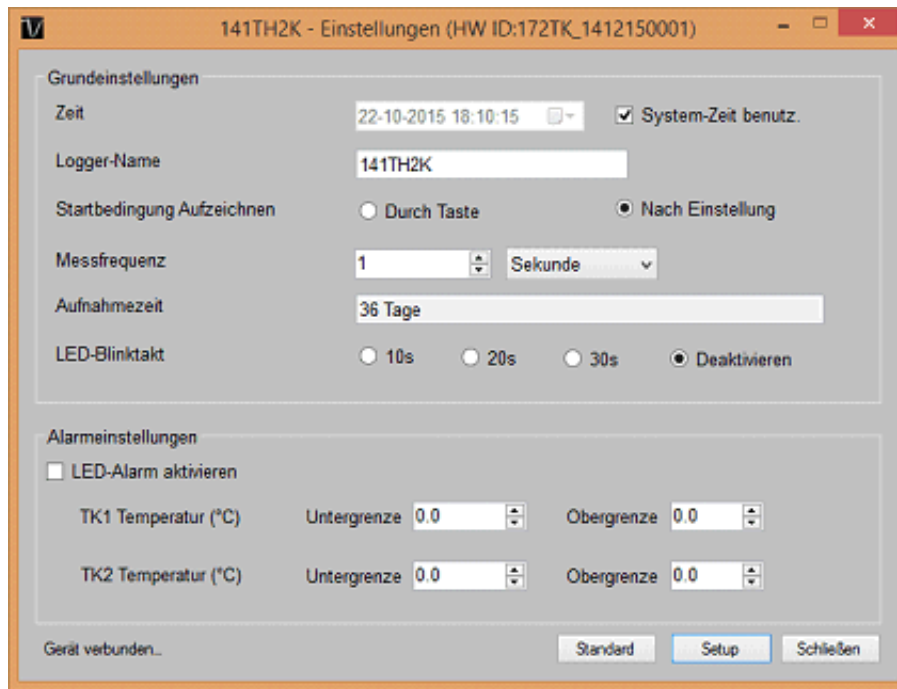 141TH2K - Einstellungen (HW ID:172TK_1412150001)
Grundeinstellungen
Zeit 22-10-2015 18:10:15 System-Zeit benutz.
Logger-Name 141TH2K
Startbedingung Aufzeichnen Durch Taste Nach Einstellung
Messfrequenz 1 Sekunde
Aufnahmezeit 36 Tage
LED-Blinktakt 10s 20s 30s Deaktivieren
Alarmeinstellungen
LED-Alarm aktivieren
TK1 Temperatur (°C) Untergrenze 0.0 Obergrenze 0.0
TK2 Temperatur (°C) Untergrenze 0.0 Obergrenze 0.0
Gerät verbunden... Standard Setup Schließen